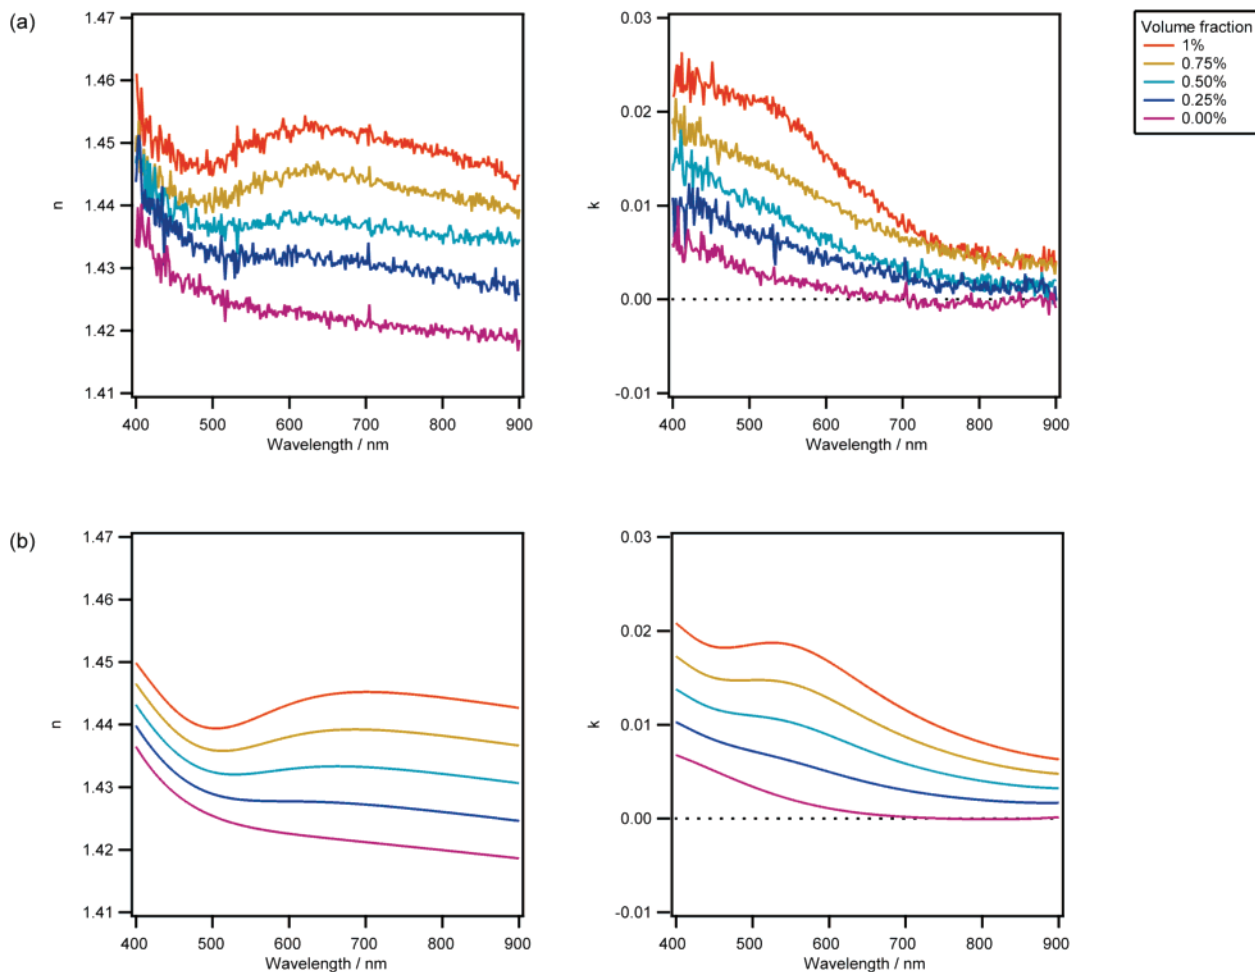 (a)
1.47
1.46
1.45
1.44
1.43
1.42
1.41
n
400 500 600 700 800 900
Wavelength / nm
0.03
0.02
0.01
0.00
-0.01
k
400 500 600 700 800 900
Wavelength / nm
Volume fraction
1%
0.75%
0.50%
0.25%
0.00%
(b)
1.47
1.46
1.45
1.44
1.43
1.42
1.41
n
400 500 600 700 800 900
Wavelength / nm
0.03
0.02
0.01
0.00
-0.01
k
400 500 600 700 800 900
Wavelength / nm